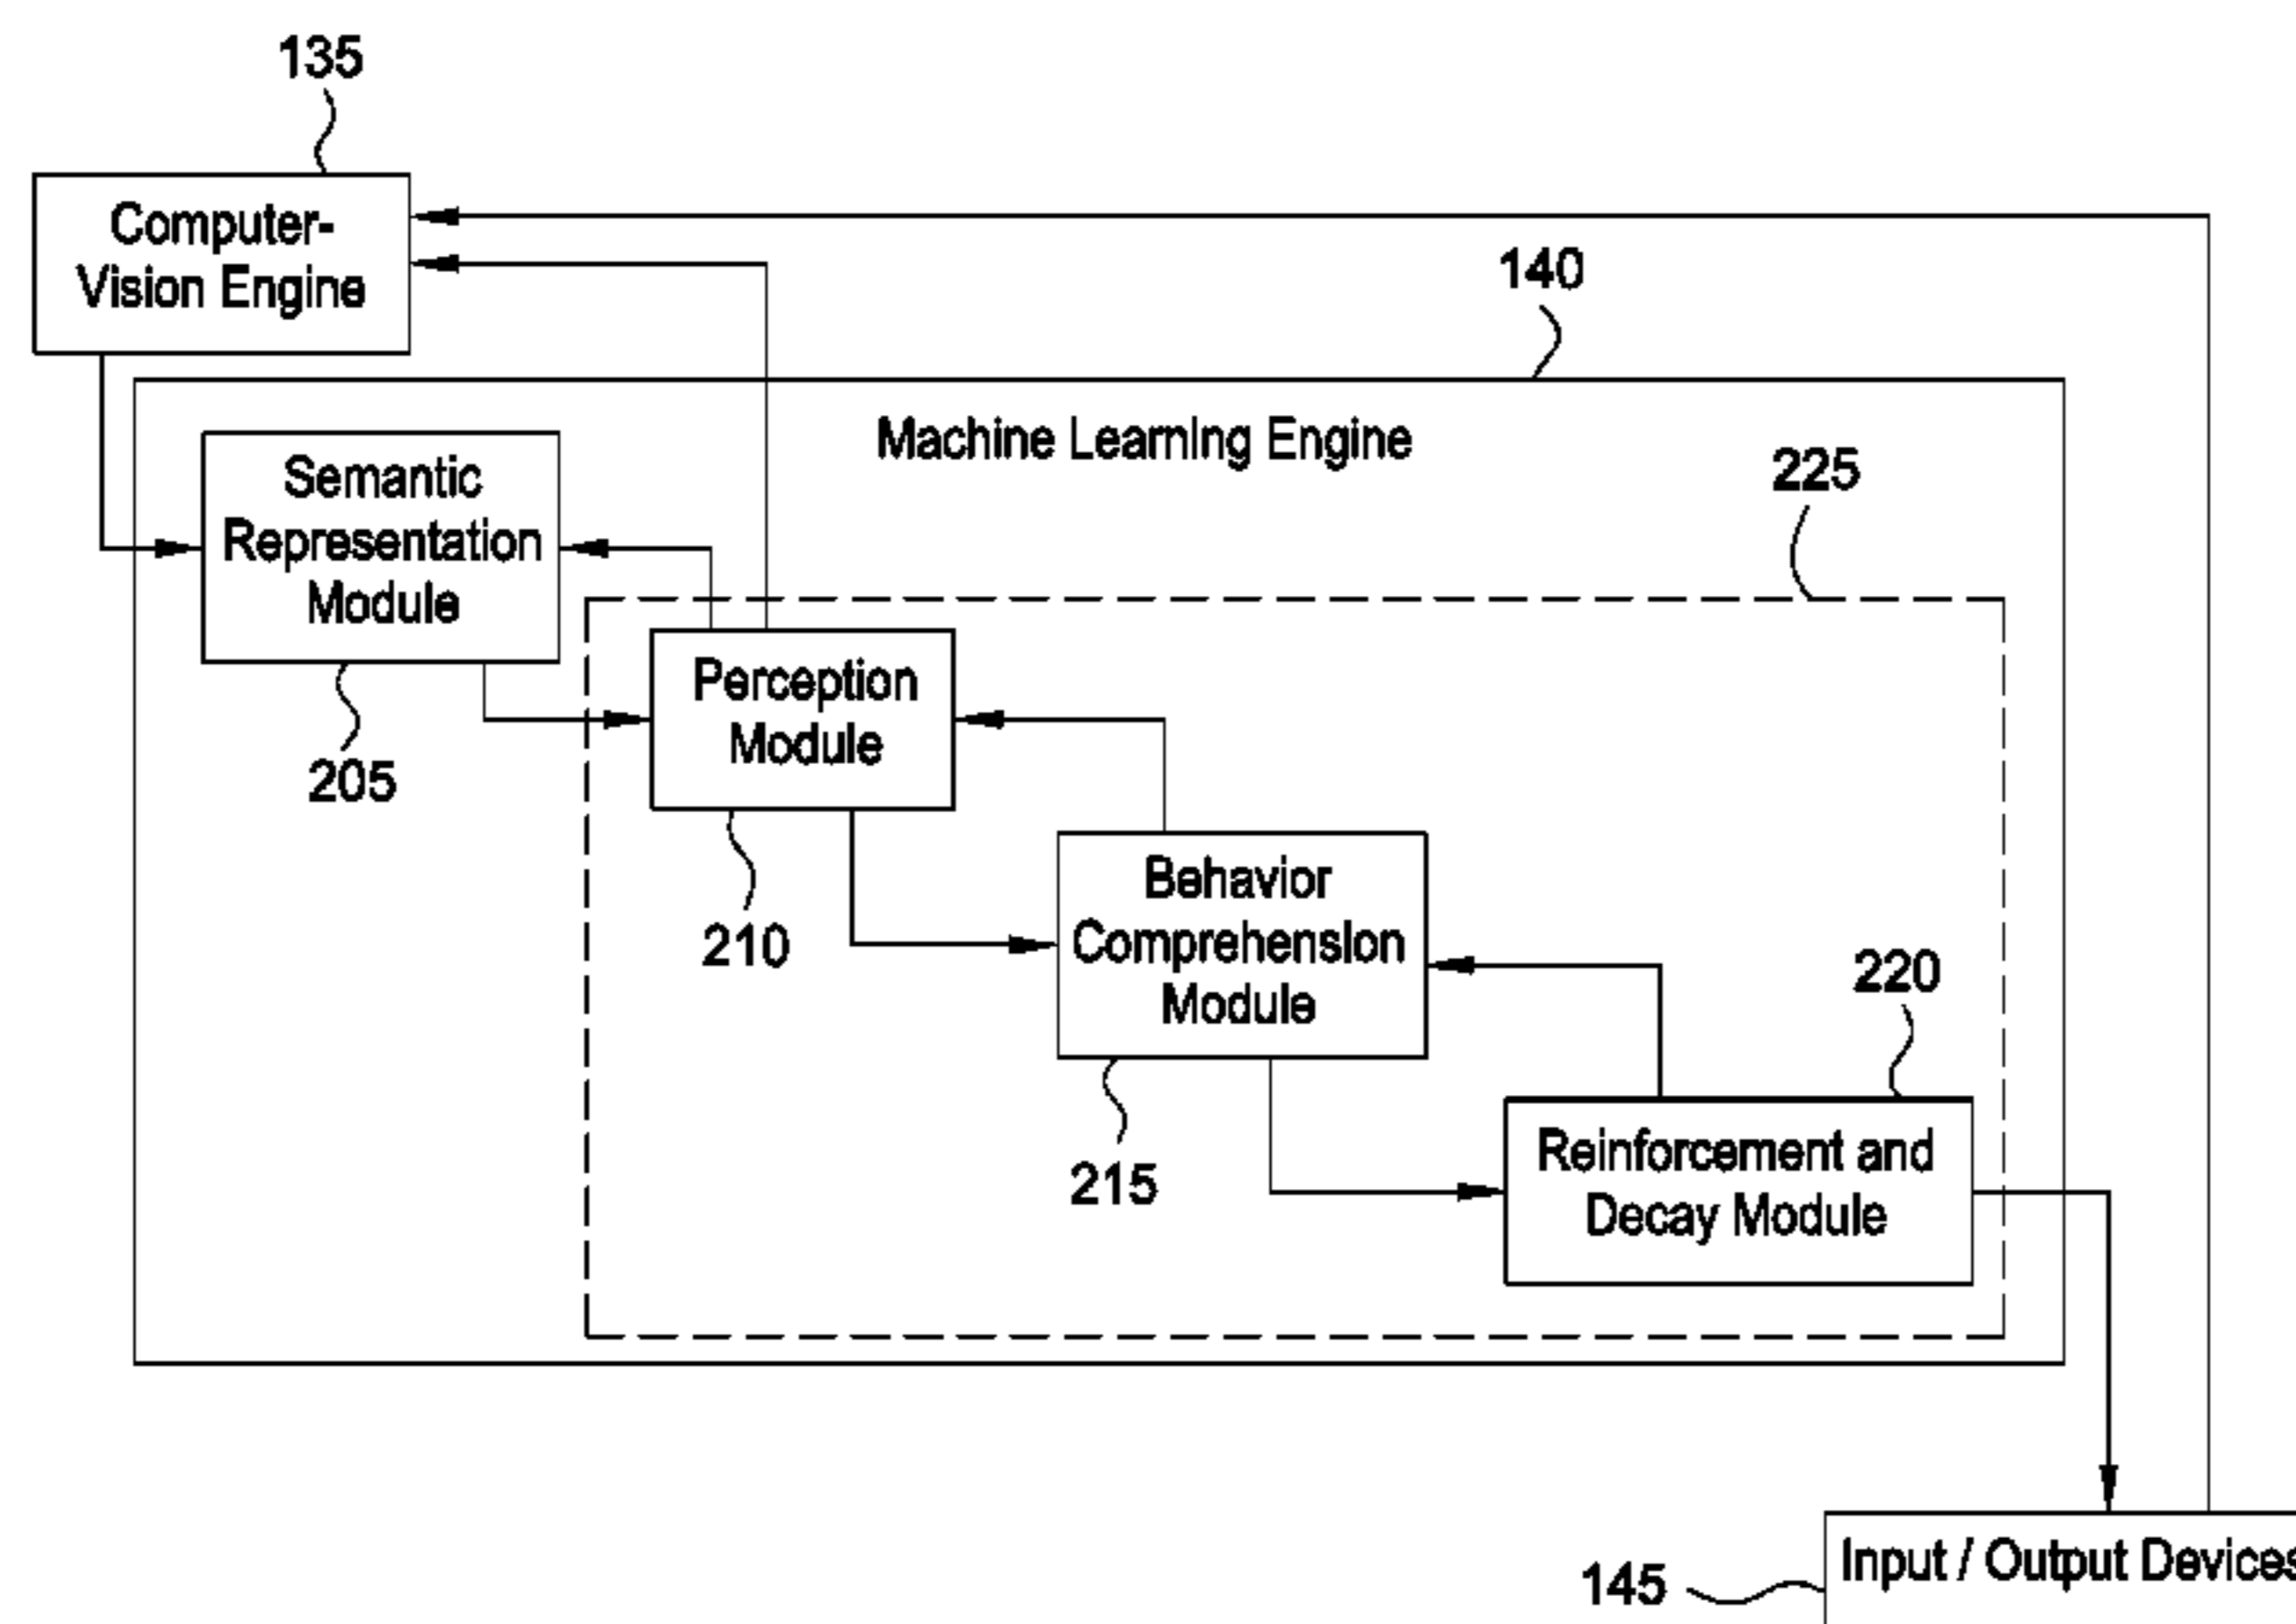 135
Computer-
Vision Engine
140
Machine Learning Engine
225
Semantic
Representation
Module
205
Perception
Module
210
Behavior
Comprehension
Module
215
220
Reinforcement and
Decay Module
Input / Output Devices
145